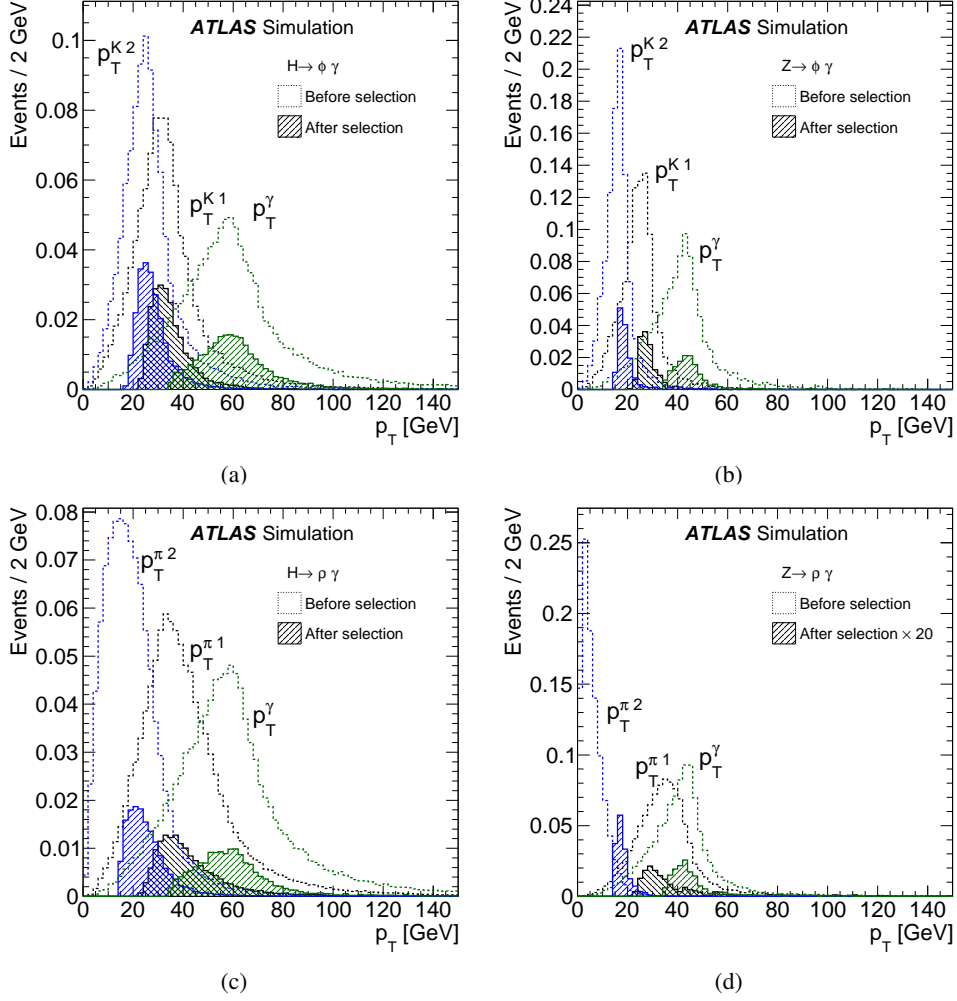 Events / 2 GeV
0.1
0.08
0.06
0.04
0.02
0
ATLAS Simulation
H→ ϕ γ
Before selection
After selection
p_T^{K 2}
p_T^{K 1}
p_T^{γ}
0 20 40 60 80 100 120 140
p_T [GeV]
(a)
Events / 2 GeV
0.24
0.22
0.2
0.18
0.16
0.14
0.12
0.1
0.08
0.06
0.04
0.02
0
ATLAS Simulation
Z→ ϕ γ
Before selection
After selection
p_T^{K 2}
p_T^{K 1}
p_T^{γ}
0 20 40 60 80 100 120 140
p_T [GeV]
(b)
Events / 2 GeV
0.08
0.07
0.06
0.05
0.04
0.03
0.02
0.01
0
ATLAS Simulation
H→ ρ γ
Before selection
After selection
p_T^{π 2}
p_T^{π 1}
p_T^{γ}
0 20 40 60 80 100 120 140
p_T [GeV]
(c)
Events / 2 GeV
0.25
0.2
0.15
0.1
0.05
0
ATLAS Simulation
Z→ ρ γ
Before selection
After selection × 20
p_T^{π 2}
p_T^{π 1}
p_T^{γ}
0 20 40 60 80 100 120 140
p_T [GeV]
(d)